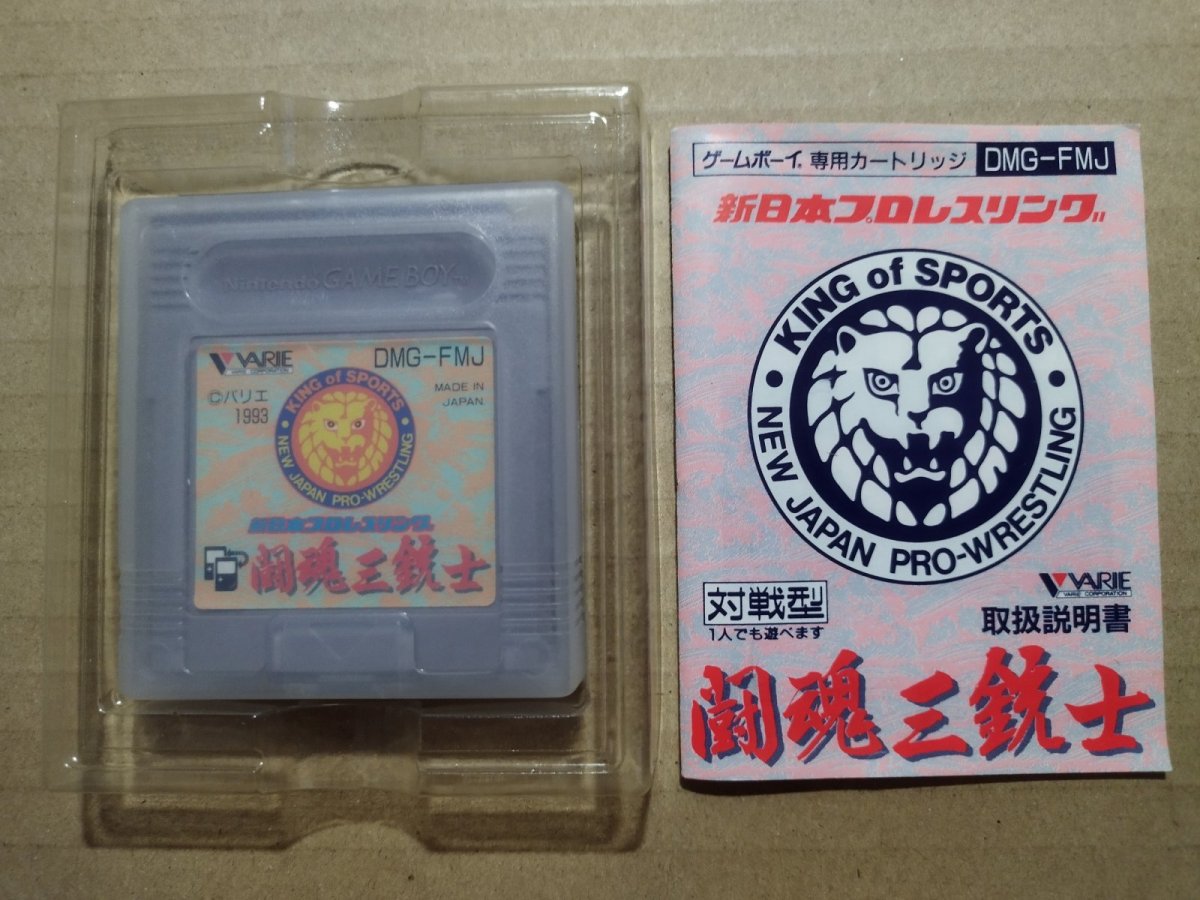 Nintendo GAME BOY
VARIE
VARIE CORPORATION
DMG-FMJ
©バリエ
1993
MADE IN
JAPAN
KING of SPORTS
NEW JAPAN PRO-WRESTLING
新日本プロレスリング
闘魂三銃士
ゲームボーイ専用カートリッジ DMG-FMJ
新日本プロレスリング
KING of SPORTS
NEW JAPAN PRO-WRESTLING
対戦型
1人でも遊べます
VARIE
VARIE CORPORATION
取扱説明書
闘魂三銃士